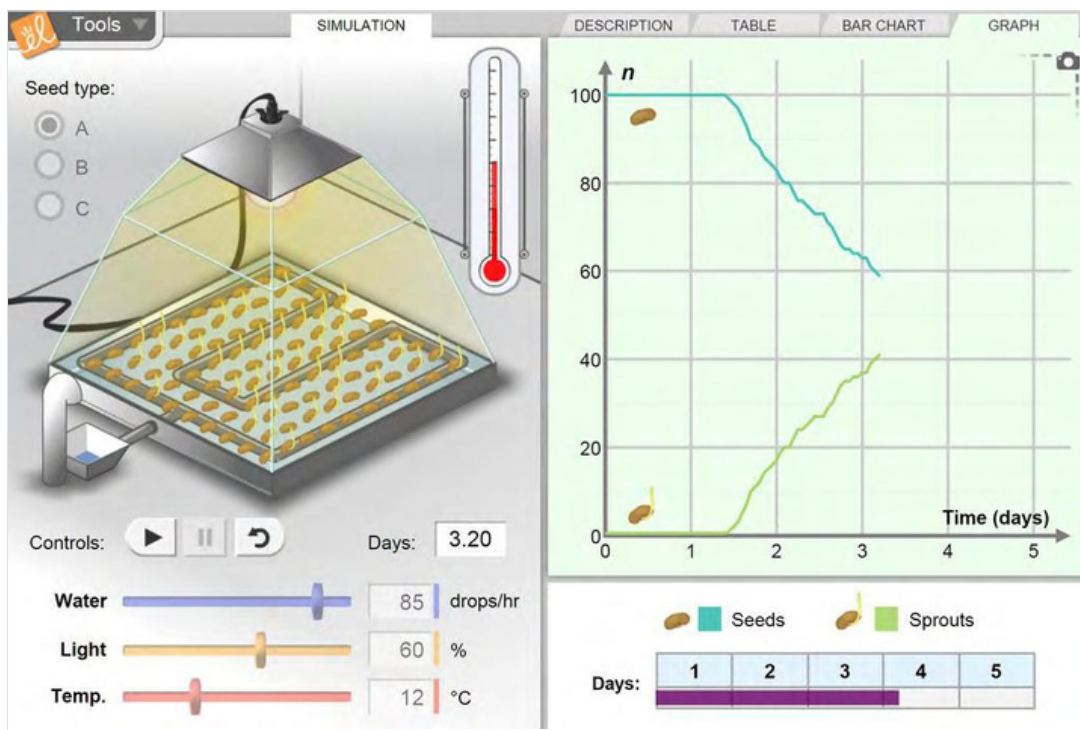 Tools
SIMULATION
DESCRIPTION
TABLE
BAR CHART
GRAPH
Seed type:
A
B
C
n
100
80
60
40
20
0
0 1 2 3 4 5
Time (days)
Controls:
Days: 3.20
Water 85 drops/hr
Light 60 %
Temp. 12 °C
Seeds
Sprouts
Days: 1 2 3 4 5